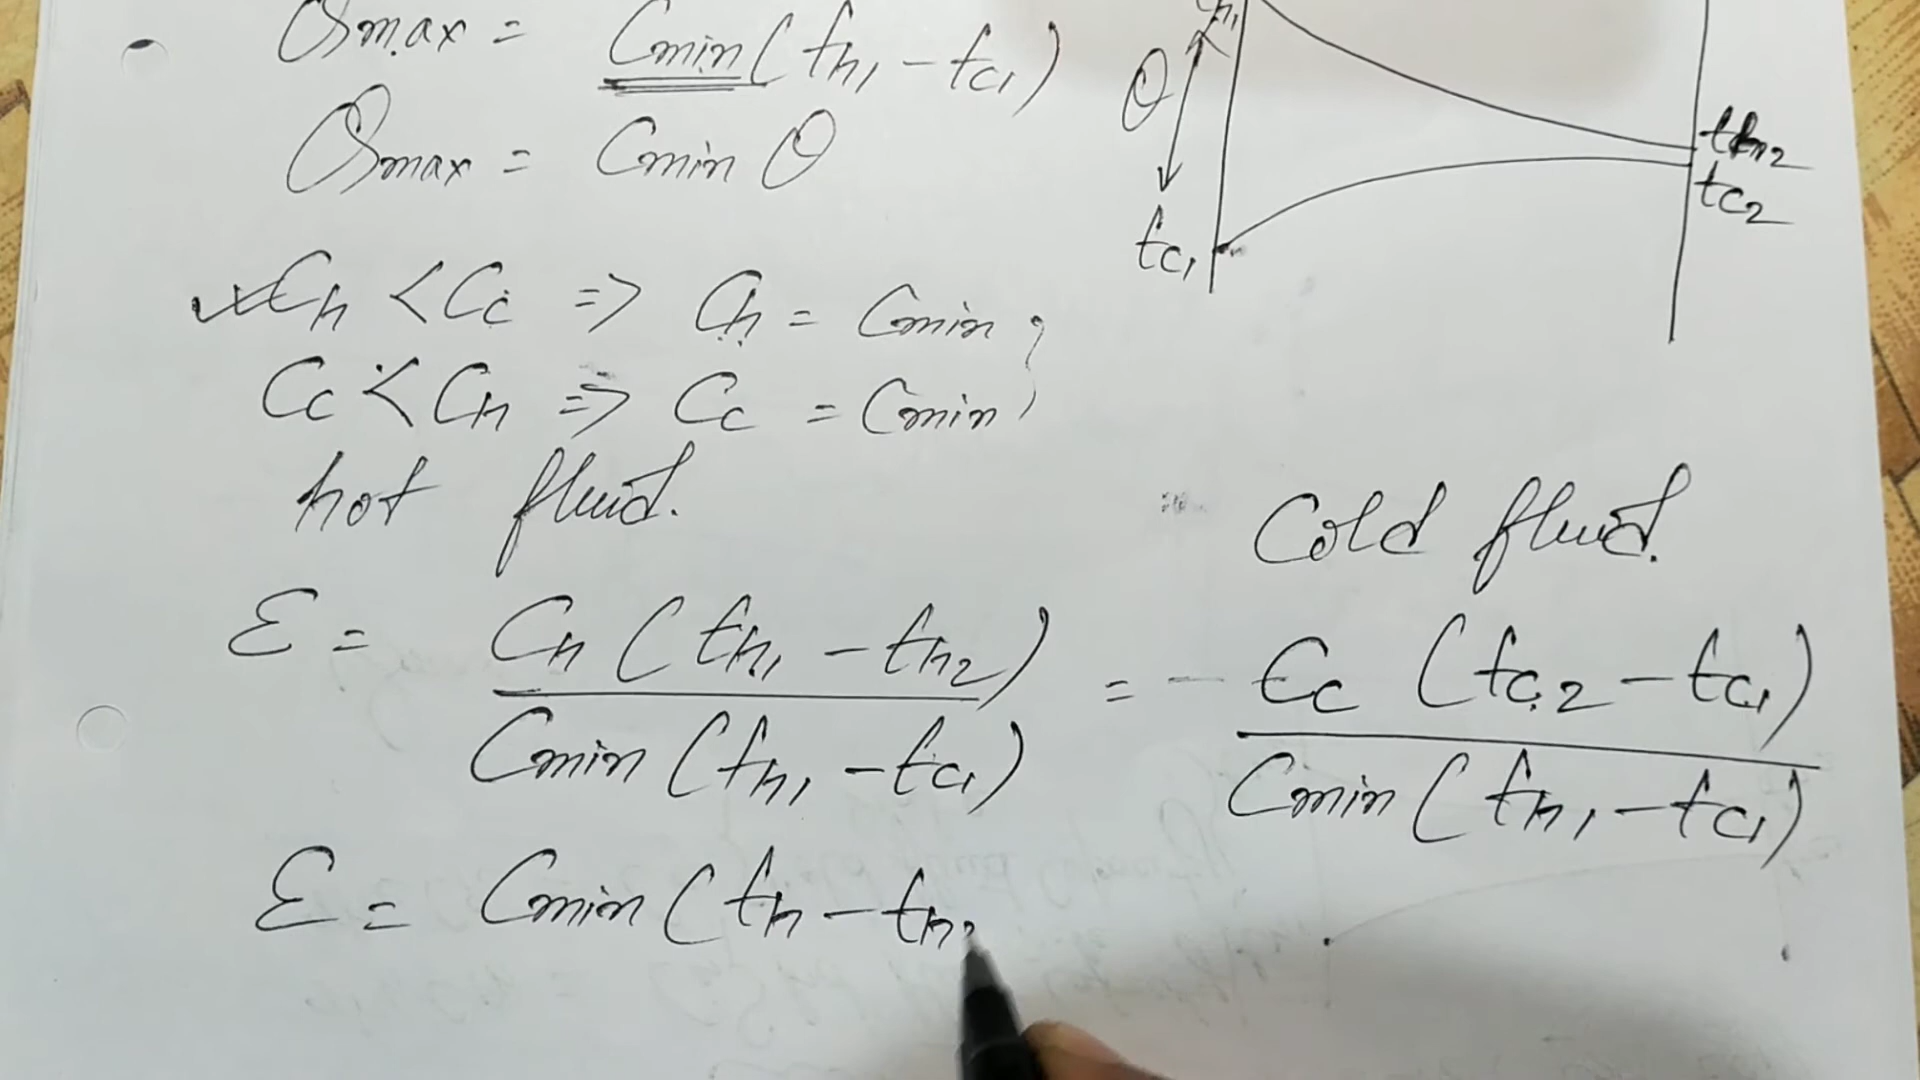 Qmax = Cmin (th1 - tc1)
Qmax = Cmin θ
Ch < Cc => Ch = Cmin
Cc < Ch => Cc = Cmin
hot fluid.
Cold fluid.
ε = Ch (th1 - th2) / Cmin (th1 - tc1) = Cc (tc2 - tc1) / Cmin (th1 - tc1)
ε = Cmin (th - th2
th1
θ
th2
tc2
tc1